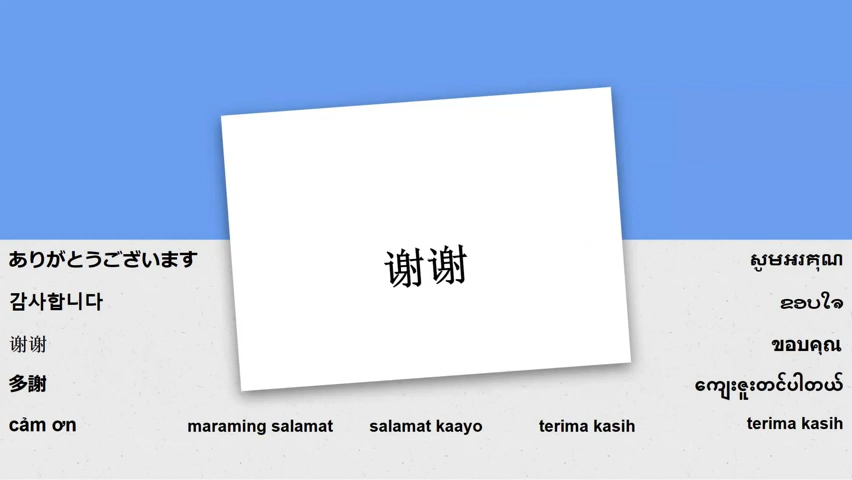 谢谢
ありがとうございます
감사합니다
谢谢
多謝
cảm ơn
maraming salamat
salamat kaayo
terima kasih
សូមអរគុណ
ຂອບໃຈ
ขอบคุณ
ကျေးဇူးတင်ပါတယ်
terima kasih